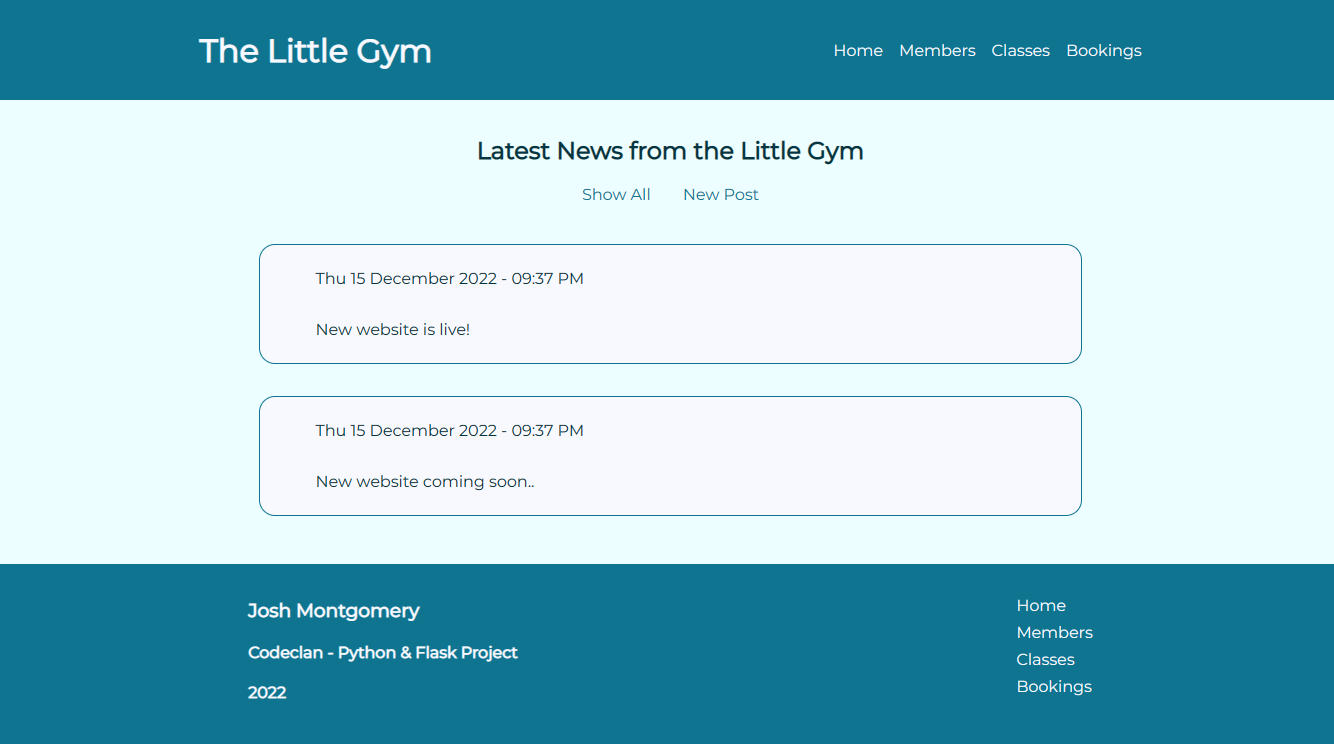 The Little Gym
Home Members Classes Bookings
Latest News from the Little Gym
Show All New Post
Thu 15 December 2022 - 09:37 PM
New website is live!
Thu 15 December 2022 - 09:37 PM
New website coming soon..
Josh Montgomery
Codeclan - Python & Flask Project
2022
Home
Members
Classes
Bookings